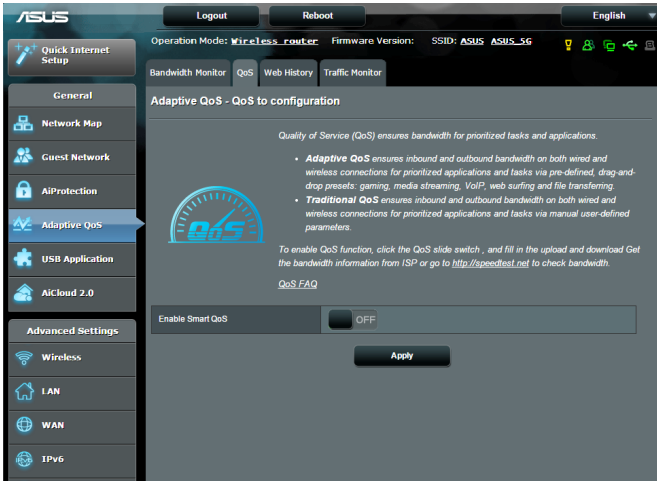 ASUS
Logout
Reboot
English
Quick Internet Setup
Operation Mode: Wireless router Firmware Version: SSID: ASUS ASUS_5G
Bandwidth Monitor QoS Web History Traffic Monitor
General
Network Map
Guest Network
AiProtection
Adaptive QoS
USB Application
AiCloud 2.0
Advanced Settings
Wireless
LAN
WAN
IPv6
Adaptive QoS - QoS to configuration
Quality of Service (QoS) ensures bandwidth for prioritized tasks and applications.
• Adaptive QoS ensures inbound and outbound bandwidth on both wired and
wireless connections for prioritized applications and tasks via pre-defined, drag-and-
drop presets: gaming, media streaming, VoIP, web surfing and file transferring.
• Traditional QoS ensures inbound and outbound bandwidth on both wired and
wireless connections for prioritized applications and tasks via manual user-defined
parameters.
QoS
To enable QoS function, click the QoS slide switch , and fill in the upload and download Get
the bandwidth information from ISP or go to http://speedtest.net to check bandwidth.
QoS FAQ
Enable Smart QoS
OFF
Apply